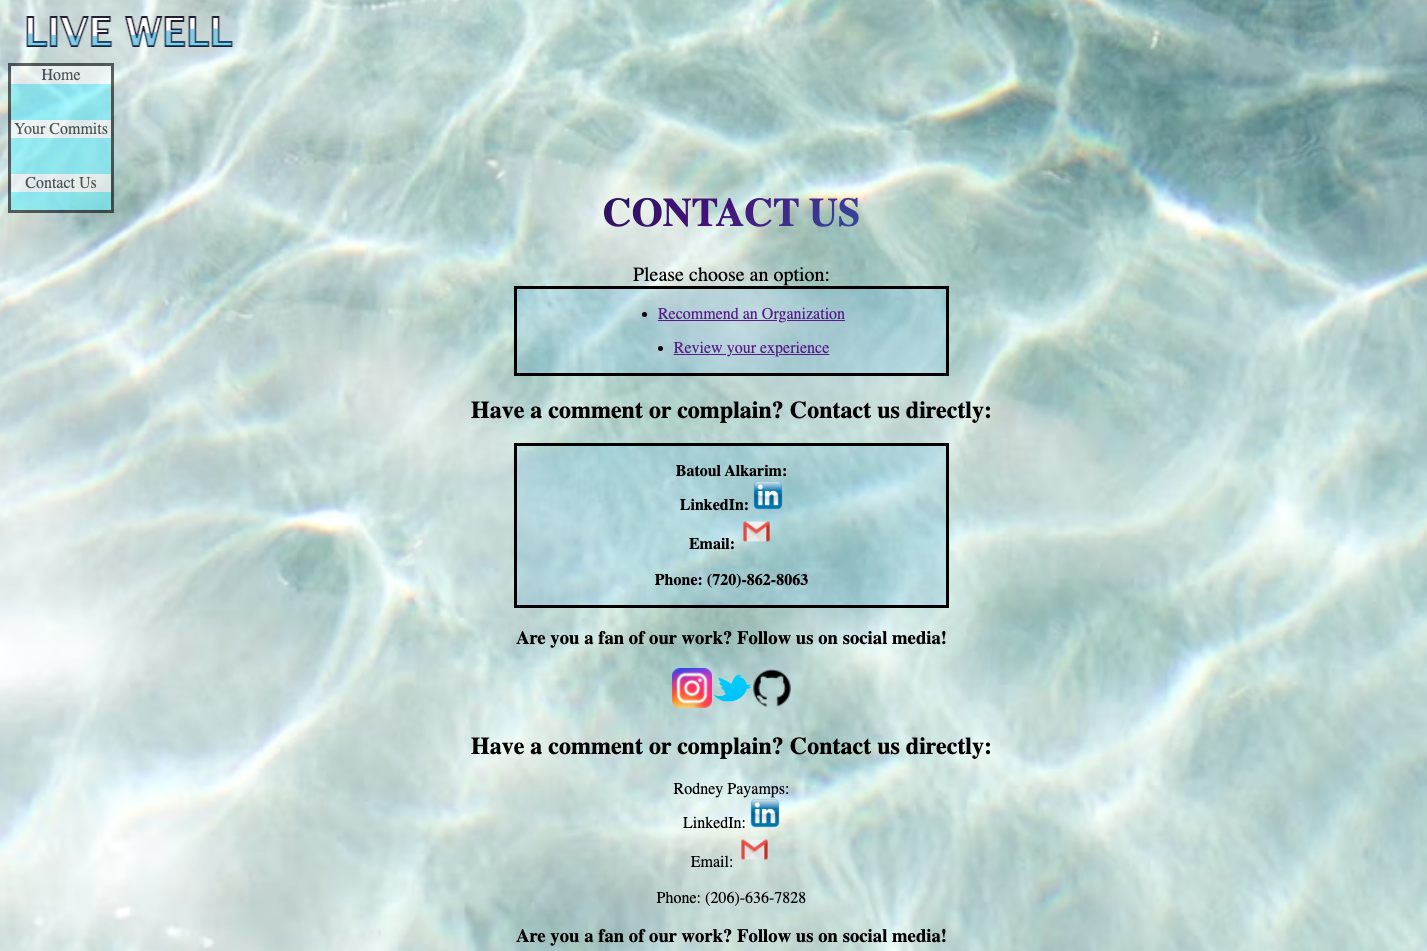 LIVE WELL
Home
Your Commits
Contact Us
CONTACT US
Please choose an option:
Recommend an Organization
Review your experience
Have a comment or complain? Contact us directly:
Batoul Alkarim:
LinkedIn:
Email:
Phone: (720)-862-8063
Are you a fan of our work? Follow us on social media!
Have a comment or complain? Contact us directly:
Rodney Payamps:
LinkedIn:
Email:
Phone: (206)-636-7828
Are you a fan of our work? Follow us on social media!